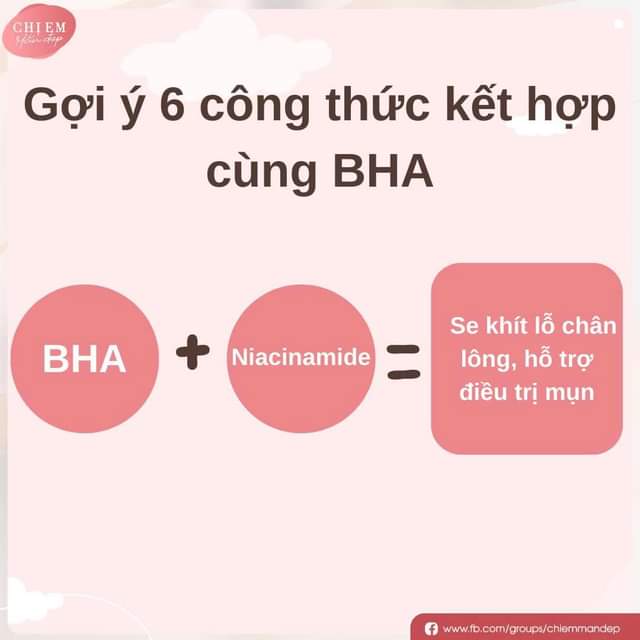 CHI EM
Mẫn đẹp
Gợi ý 6 công thức kết hợp
cùng BHA
BHA
+
Niacinamide
=
Se khít lỗ chân
lông, hỗ trợ
điều trị mụn
www.fb.com/groups/chiemmandep